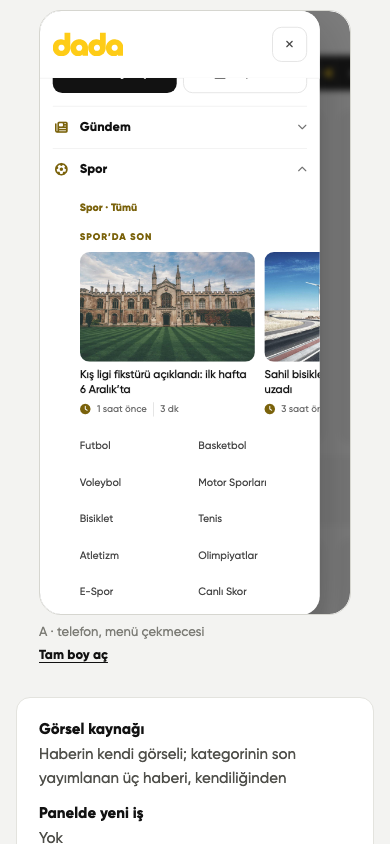 dada
×
Gündem
Spor
Spor · Tümü
SPOR'DA SON
Kış ligi fikstürü açıklandı: ilk hafta
6 Aralık'ta
1 saat önce
3 dk
Sahil
uzadı
3 saat
Futbol
Basketbol
Voleybol
Motor Sporları
Bisiklet
Tenis
Atletizm
Olimpiyatlar
E-Spor
Canlı Skor
A · telefon, menü çekmecesi
Tam boy aç
Görsel kaynağı
Haberin kendi görseli; kategorinin son
yayımlanan üç haberi, kendiliğinden
Panelde yeni iş
Yok